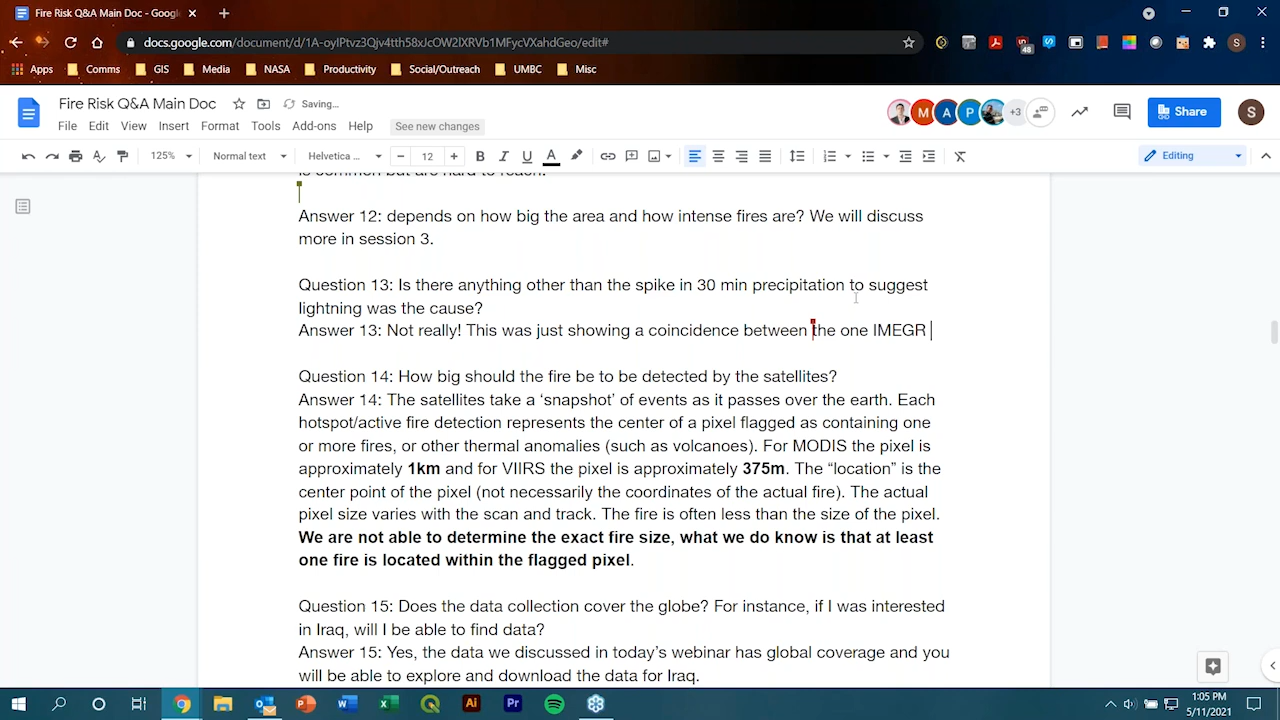 Fire Risk Q&A Main Doc - Googl
docs.google.com/document/d/1A-oyIPtvz3Qjv4tth58xJcOW2IXRVb1MFycVXahdGeo/edit#
48
S
Apps Comms GIS Media NASA Productivity Social/Outreach UMBC Misc
Fire Risk Q&A Main Doc Saving...
M A P +3 Share S
File Edit View Insert Format Tools Add-ons Help See new changes
125% Normal text Helvetica ... 12 B I U A Editing
is common but are hard to reach?
Answer 12: depends on how big the area and how intense fires are? We will discuss
more in session 3.
Question 13: Is there anything other than the spike in 30 min precipitation to suggest
lightning was the cause?
Answer 13: Not really! This was just showing a coincidence between the one IMEGR
Question 14: How big should the fire be to be detected by the satellites?
Answer 14: The satellites take a ‘snapshot’ of events as it passes over the earth. Each
hotspot/active fire detection represents the center of a pixel flagged as containing one
or more fires, or other thermal anomalies (such as volcanoes). For MODIS the pixel is
approximately 1km and for VIIRS the pixel is approximately 375m. The “location” is the
center point of the pixel (not necessarily the coordinates of the actual fire). The actual
pixel size varies with the scan and track. The fire is often less than the size of the pixel.
We are not able to determine the exact fire size, what we do know is that at least
one fire is located within the flagged pixel.
Question 15: Does the data collection cover the globe? For instance, if I was interested
in Iraq, will I be able to find data?
Answer 15: Yes, the data we discussed in today’s webinar has global coverage and you
will be able to explore and download the data for Iraq.
Ai Pr
1:05 PM
5/11/2021